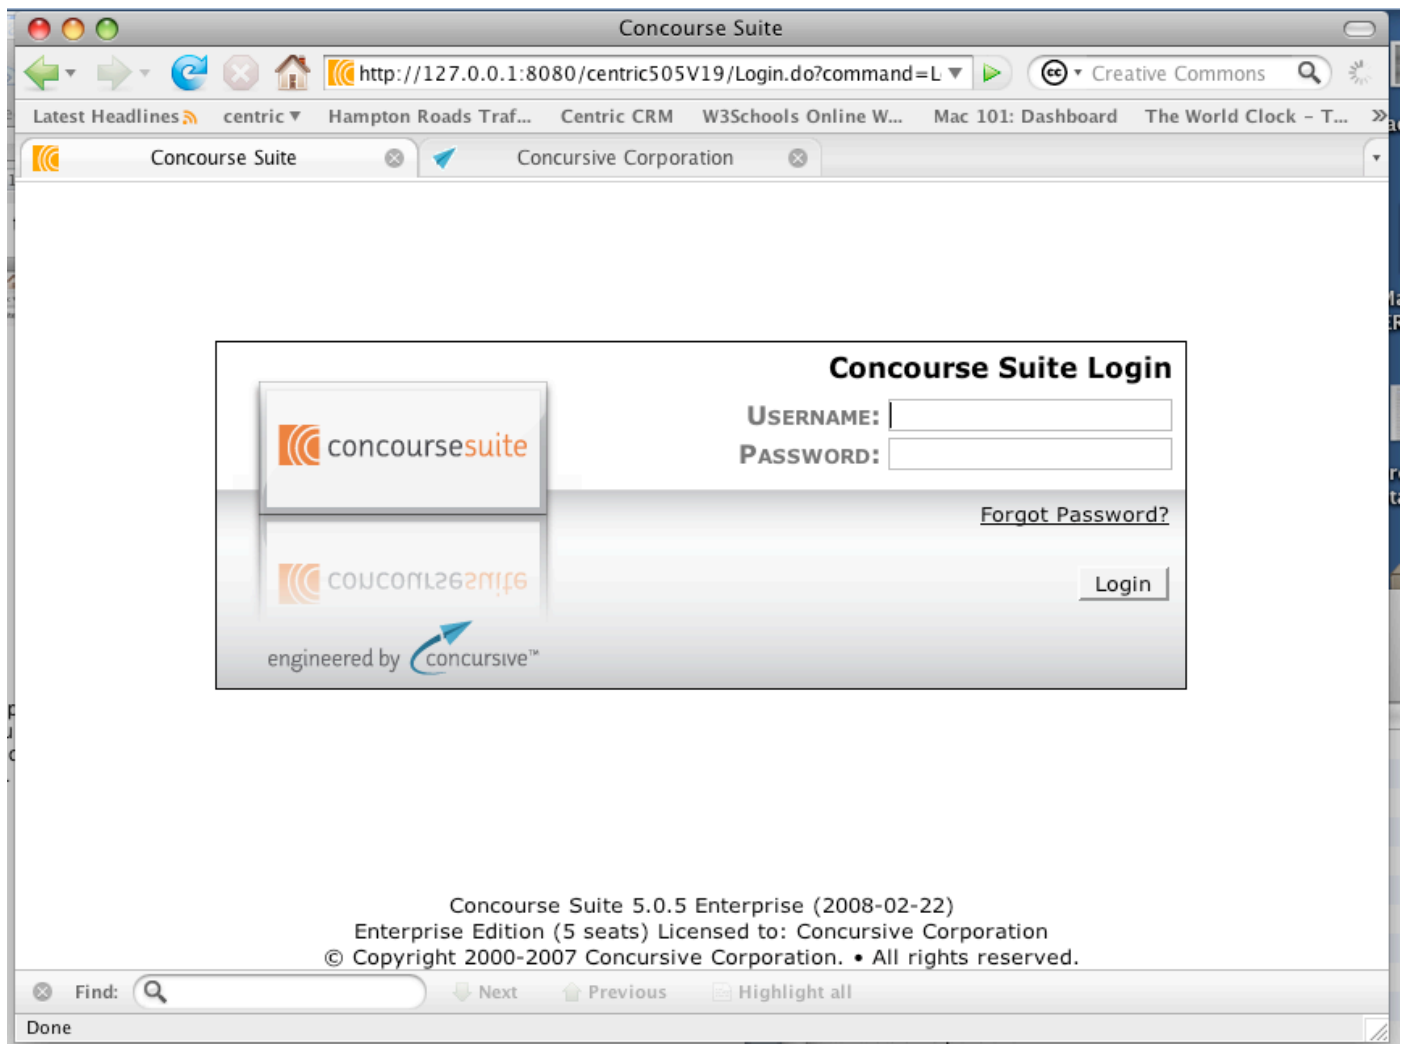 Concourse Suite
http://127.0.0.1:8080/centric505V19/Login.do?command=L
Creative Commons
Latest Headlines centric Hampton Roads Traf... Centric CRM W3Schools Online W... Mac 101: Dashboard The World Clock – T... »
Concourse Suite Concursive Corporation
Concourse Suite Login
USERNAME:
PASSWORD:
concoursesuite
Forgot Password?
concoursesuite
Login
engineered by concursive™
Concourse Suite 5.0.5 Enterprise (2008-02-22)
Enterprise Edition (5 seats) Licensed to: Concursive Corporation
© Copyright 2000-2007 Concursive Corporation. • All rights reserved.
Find: Next Previous Highlight all
Done